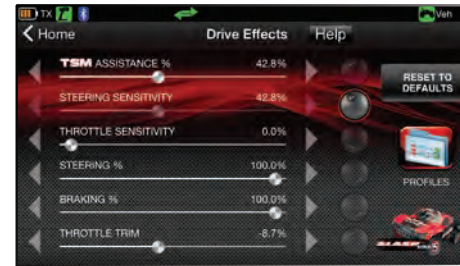 TX Veh
Home Drive Effects Help
TSM ASSISTANCE % 42.8%
RESET TO
DEFAULTS
STEERING SENSITIVITY 42.8%
THROTTLE SENSITIVITY 0.0%
STEERING % 100.0%
PROFILES
BRAKING % 100.0%
THROTTLE TRIM -8.7%
SLASH